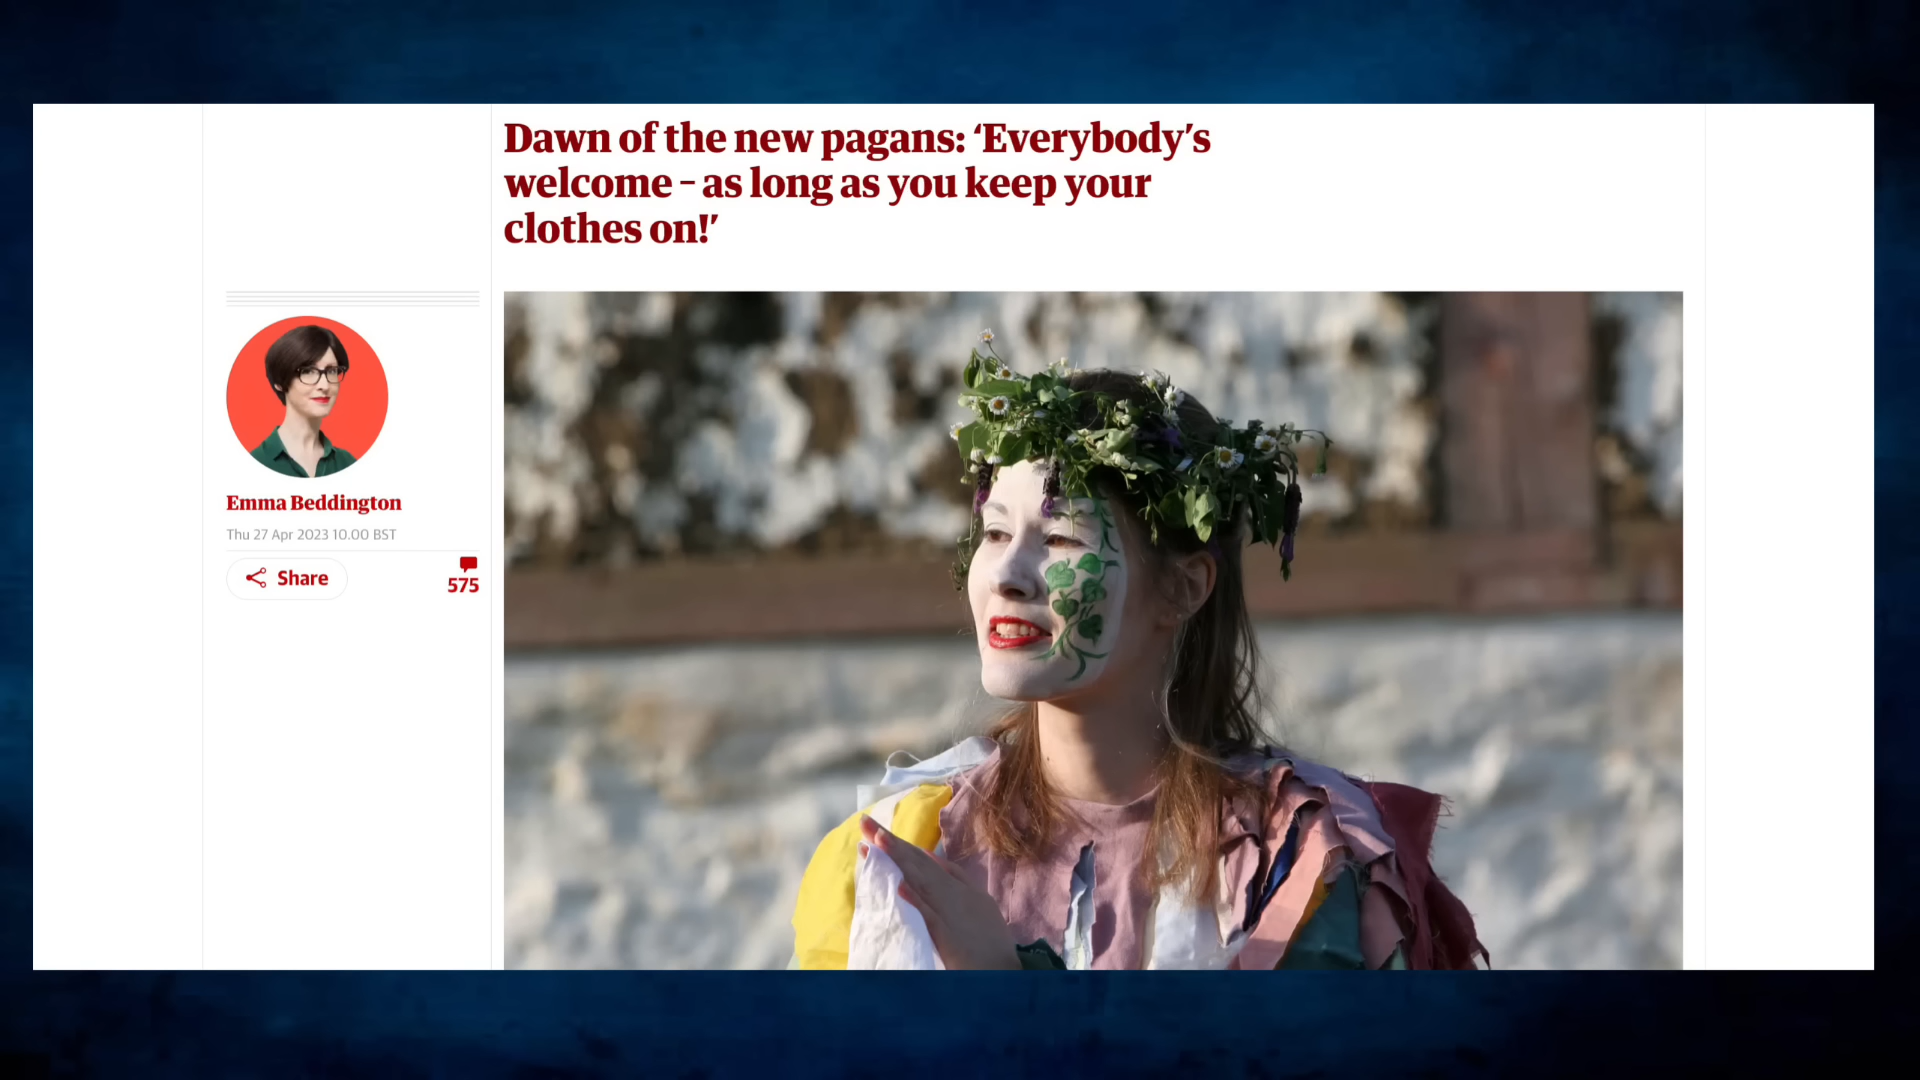 Dawn of the new pagans: ‘Everybody’s
welcome – as long as you keep your
clothes on!’
Emma Beddington
Thu 27 Apr 2023 10.00 BST
Share
575